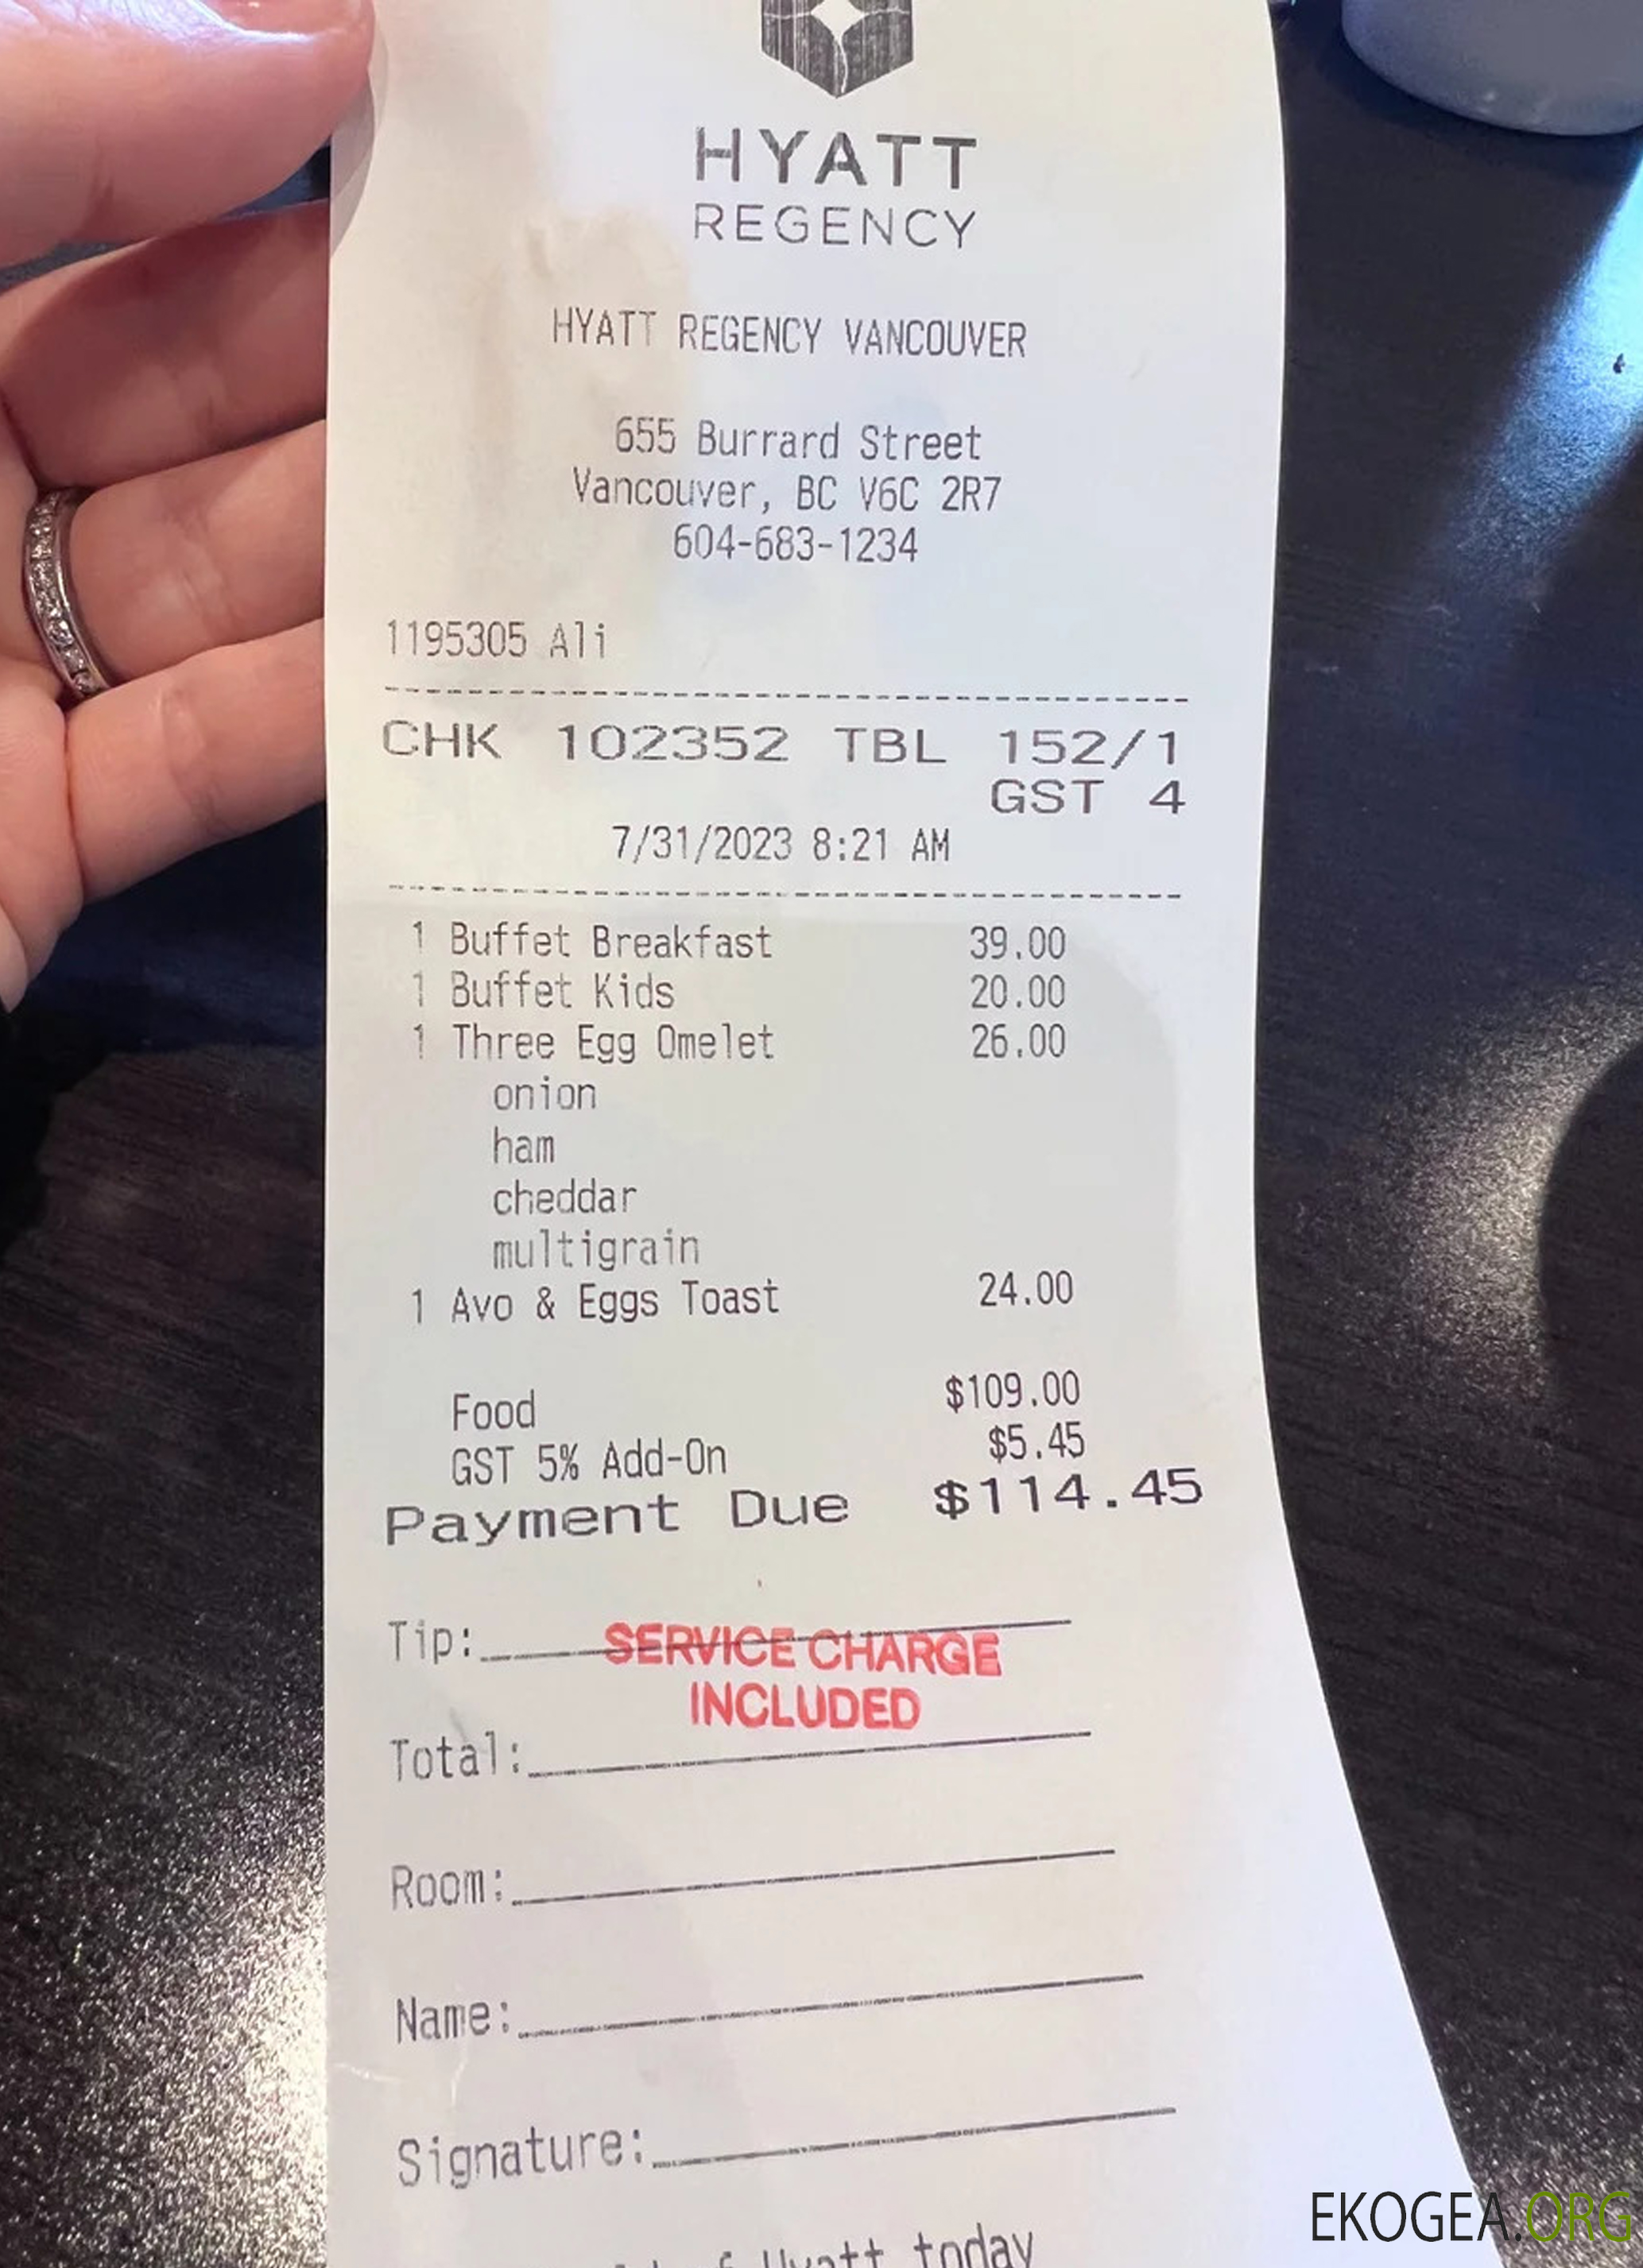 HYATT
REGENCY
HYATT REGENCY VANCOUVER
655 Burrard Street
Vancouver, BC V6C 2R7
604-683-1234
1195305 Ali
CHK 102352 TBL 152/1
GST 4
7/31/2023 8:21 AM
1 Buffet Breakfast 39.00
1 Buffet Kids 20.00
1 Three Egg Omelet 26.00
onion
ham
cheddar
multigrain
1 Avo & Eggs Toast 24.00
Food $109.00
GST 5% Add-On $5.45
Payment Due $114.45
Tip:
SERVICE CHARGE
INCLUDED
Total:
Room:
Name:
Signature:
Hyatt today
EKOGEA.ORG